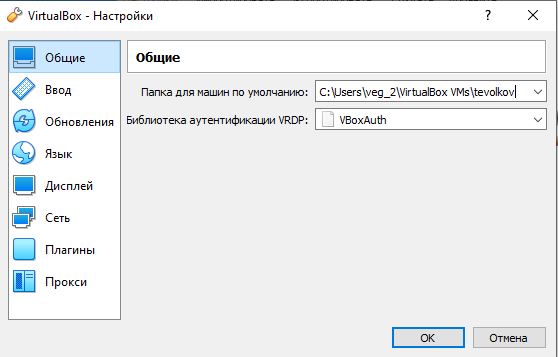 VirtualBox - Настройки
Общие
Ввод
Обновления
Язык
Дисплей
Сеть
Плагины
Прокси
Общие
Папка для машин по умолчанию: C:\Users\veg_2\VirtualBox VMs\tevolkov
Библиотека аутентификации VRDP: VBoxAuth
OK Отмена